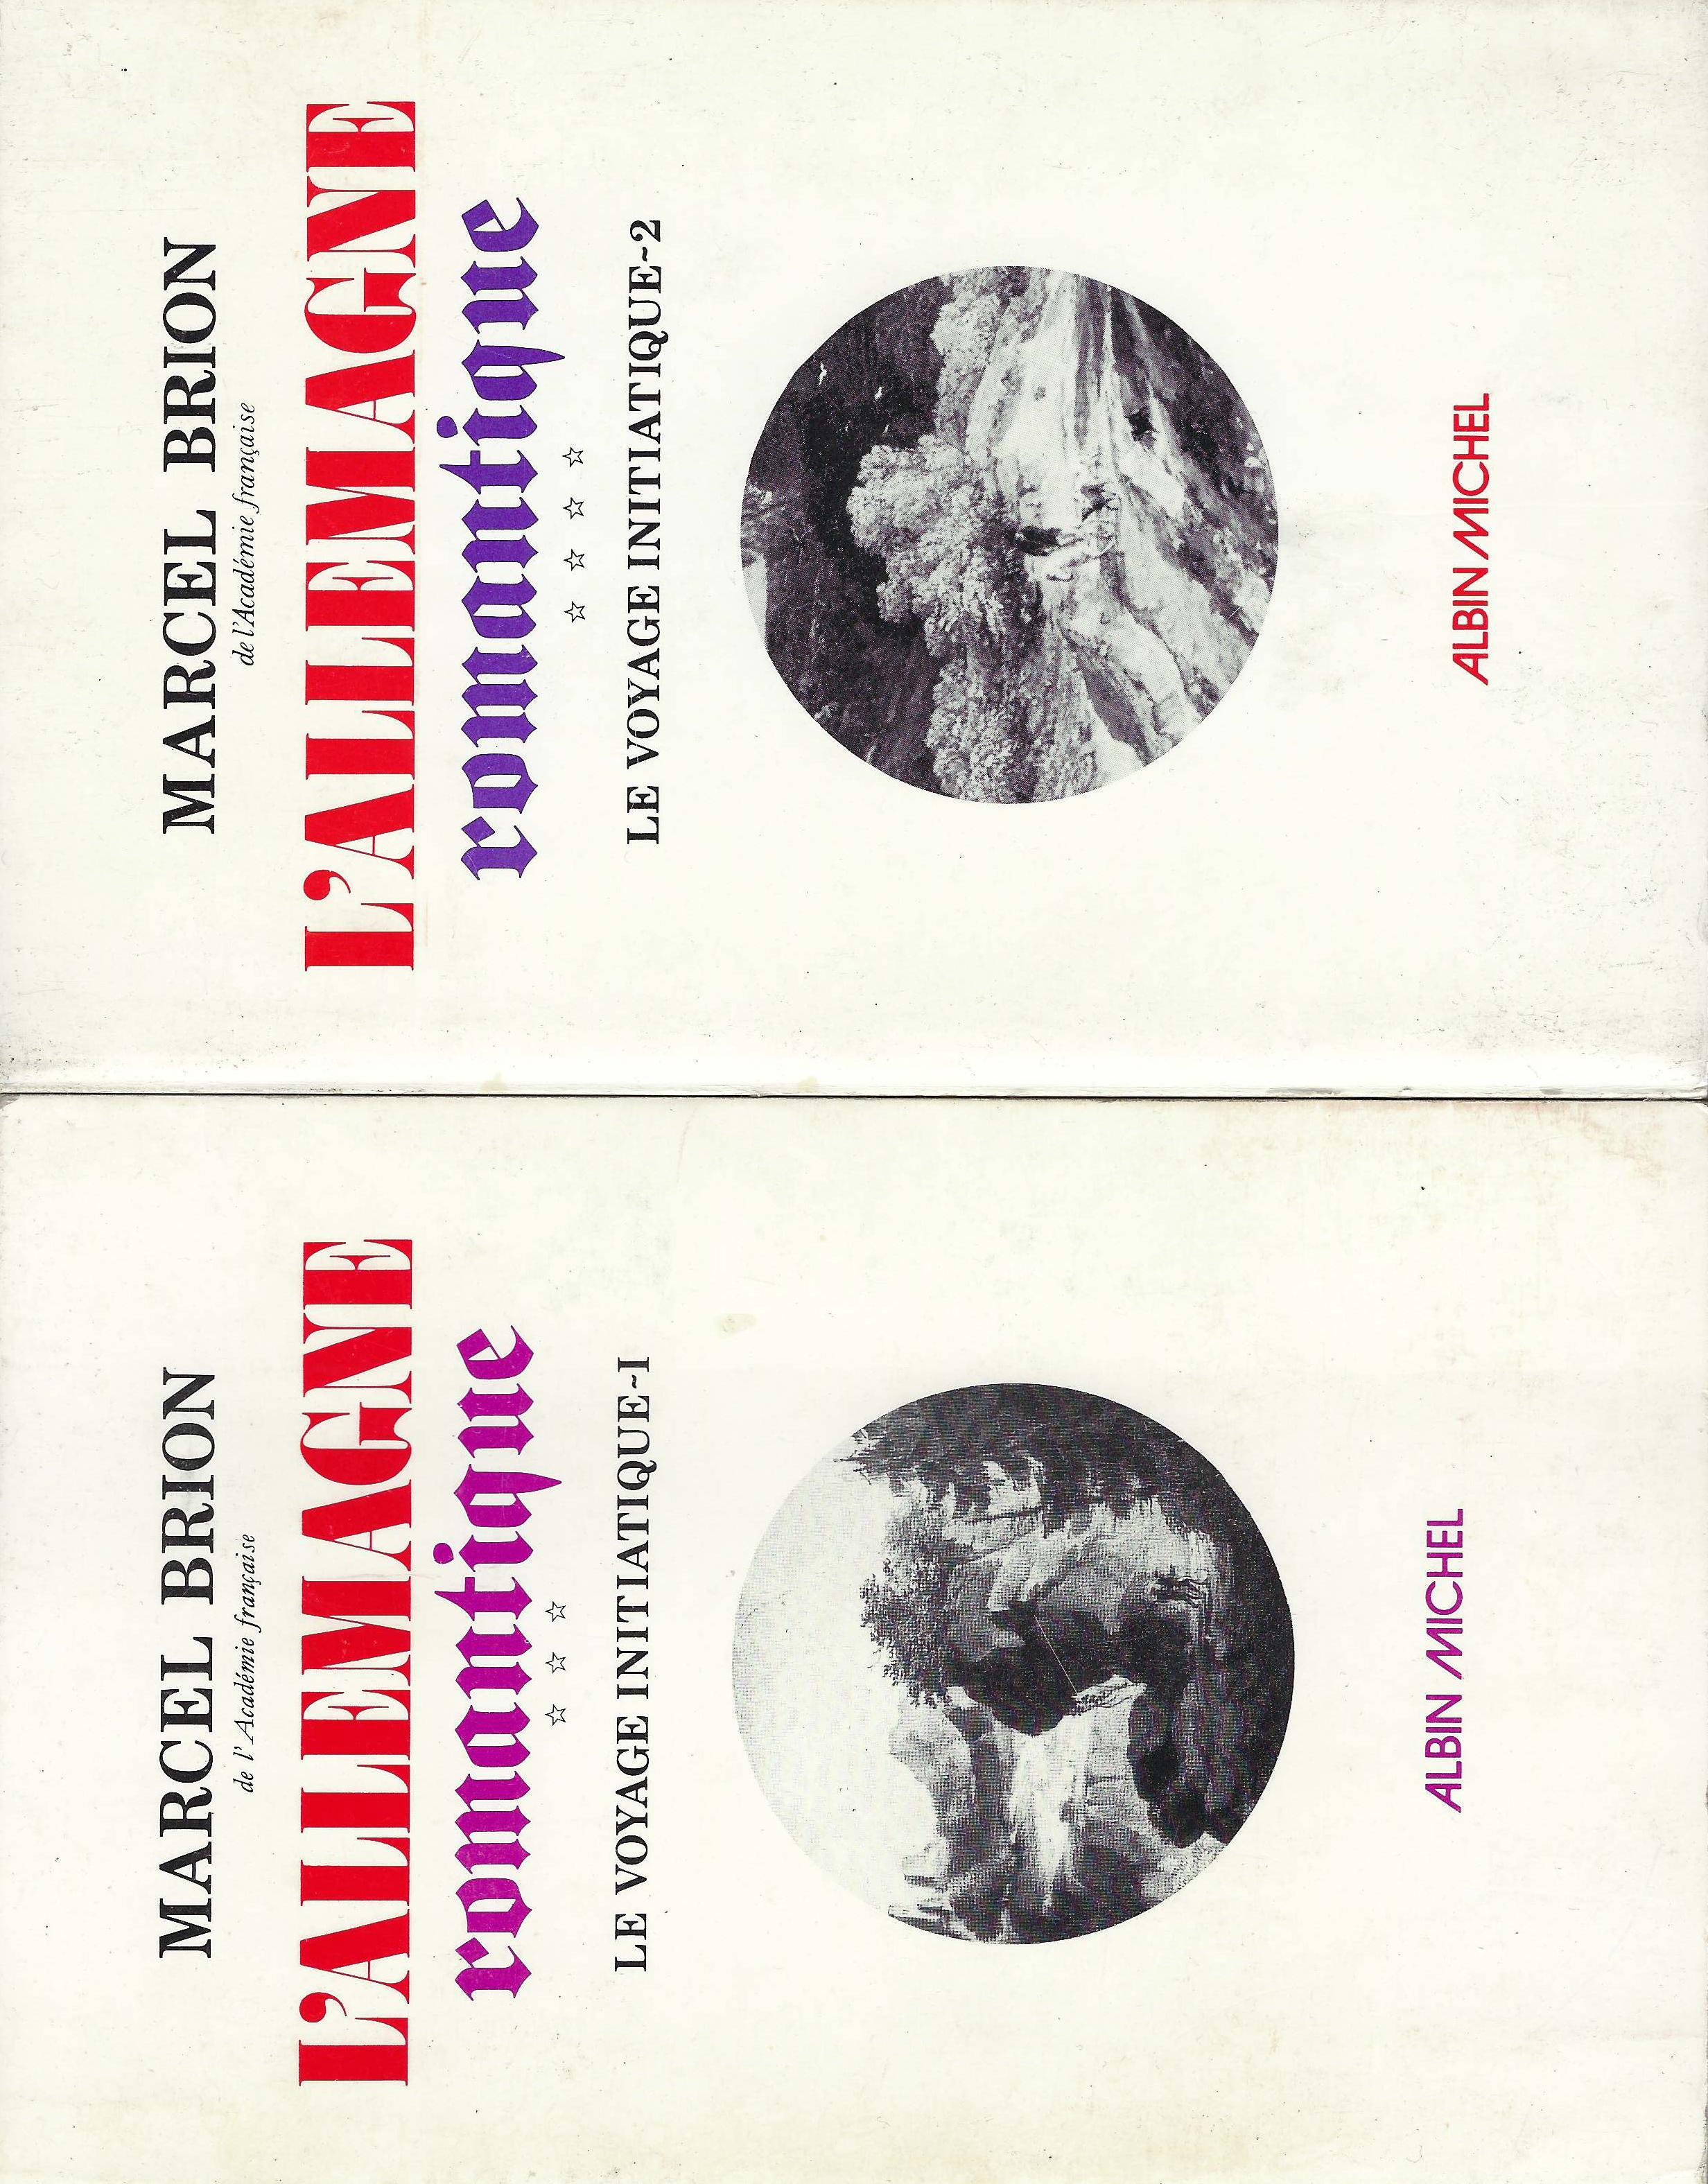 MARCEL BRION
de l'Académie française
L'ALLEMAGNE
romantique
☆ ☆ ☆
LE VOYAGE INITIATIQUE~1
ALBIN MICHEL
MARCEL BRION
de l'Académie française
L'ALLEMAGNE
romantique
☆ ☆ ☆ ☆
LE VOYAGE INITIATIQUE~2
ALBIN MICHEL